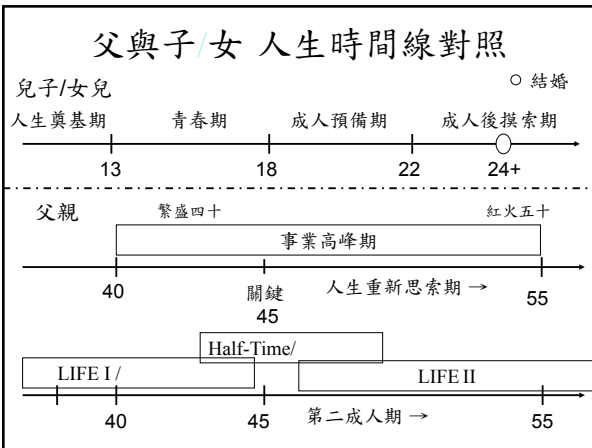 父與子/女 人生時間線對照
兒子/女兒
○ 結婚
人生奠基期 青春期 成人預備期 成人後摸索期
13 18 22 24+
父親 繁盛四十 紅火五十
事業高峰期
40 關鍵 人生重新思索期 → 55
45
Half-Time/
LIFE I / LIFE II
40 45 第二成人期 → 55